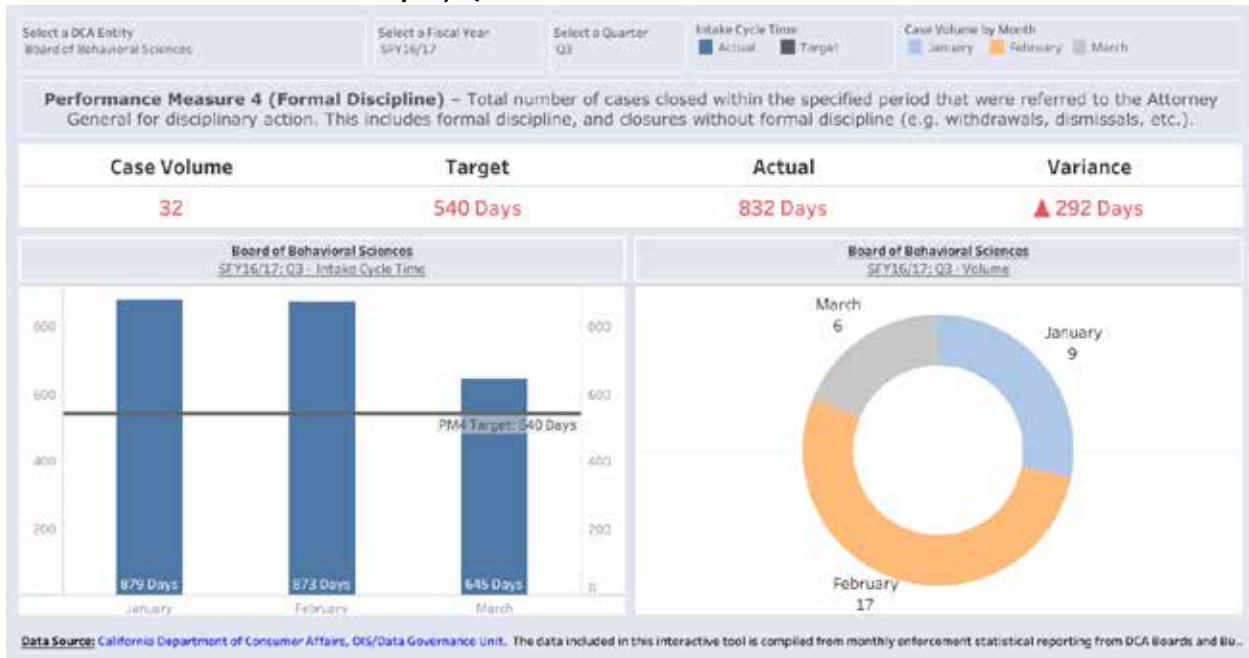 Select a DCA Entity
Board of Behavioral Sciences
Select a Fiscal Year
SFY16/17
Select a Quarter
Q3
Intake Cycle Time
Actual Target
Case Volume by Month
January February March
Performance Measure 4 (Formal Discipline) – Total number of cases closed within the specified period that were referred to the Attorney
General for disciplinary action. This includes formal discipline, and closures without formal discipline (e.g. withdrawals, dismissals, etc.).
Case Volume Target Actual Variance
32 540 Days 832 Days ▲ 292 Days
Board of Behavioral Sciences
SFY16/17: Q3 - Intake Cycle Time
800 800
600 600
PM4 Target: 540 Days
400 400
200 200
0
879 Days 873 Days 645 Days
January February March
Board of Behavioral Sciences
SFY16/17: Q3 - Volume
March
6
January
9
February
17
Data Source: California Department of Consumer Affairs, OIS/Data Governance Unit. The data included in this interactive tool is compiled from monthly enforcement statistical reporting from DCA Boards and Bu..